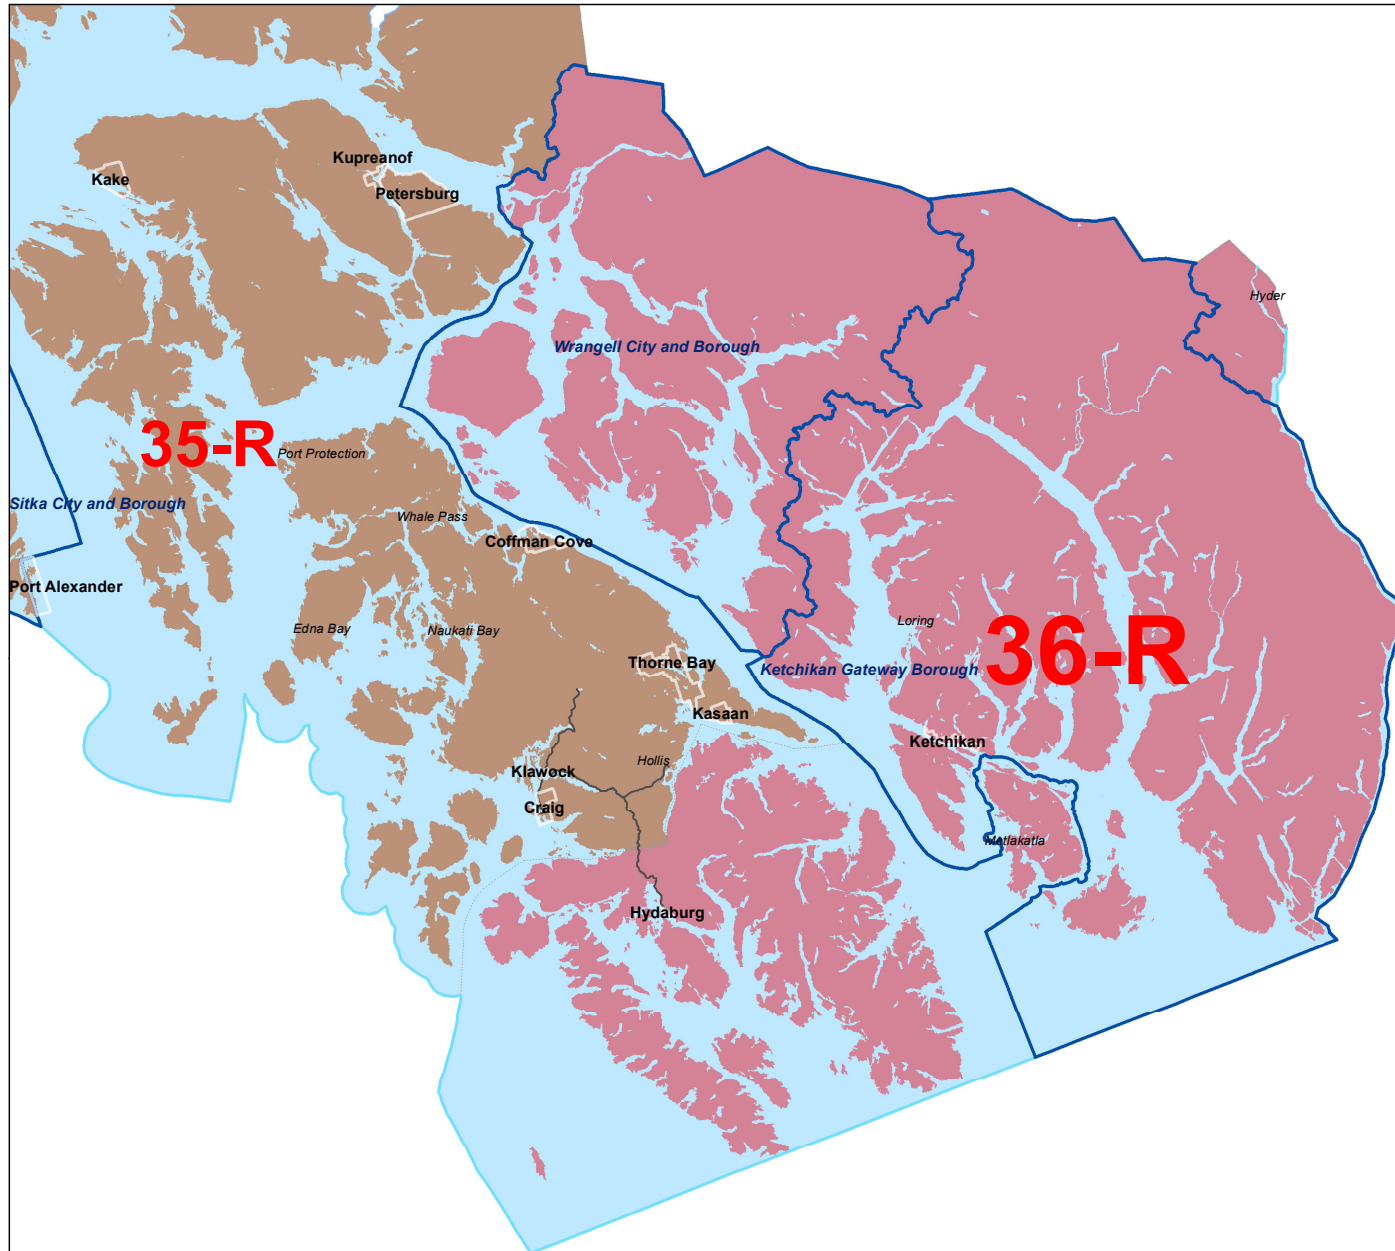 Kupreanof
Kake
Petersburg
Hyder
Wrangell City and Borough
35-R
Port Protection
Sitka City and Borough
Whale Pass
Coffman Cove
Port Alexander
Edna Bay
Naukati Bay
Loring
36-R
Thorne Bay
Ketchikan Gateway Borough
Kasaan
Ketchikan
Hollis
Klawock
Craig
Metlakatla
Hydaburg